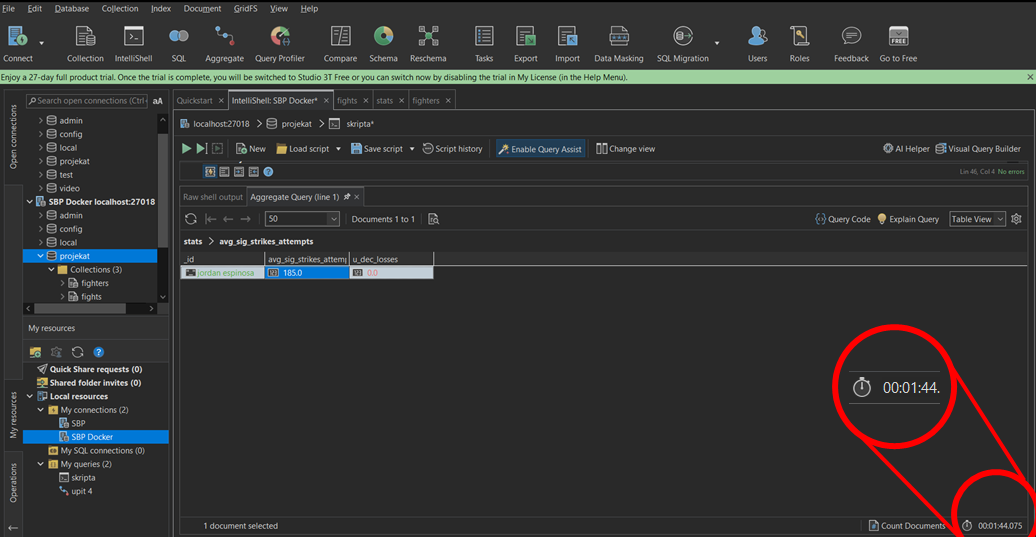 File Edit Database Collection Index Document GridFS View Help
Connect Collection IntelliShell SQL Aggregate Query Profiler Compare Schema Reschema Tasks Export Import Data Masking SQL Migration Users Roles Feedback FREE Go to Free
Enjoy a 27-day full product trial. Once the trial is complete, you will be switched to Studio 3T Free or you can switch now by disabling the trial in My License (in the Help Menu).
Open connections
Search open connections (Ctrl+ aA
admin
config
local
projekat
test
video
SBP Docker localhost:27018
admin
config
local
projekat
Collections (3)
fighters
fights
My resources
My resources
Quick Share requests (0)
Shared folder invites (0)
Local resources
My connections (2)
SBP
SBP Docker
My SQL connections (0)
My queries (2)
skripta
upit 4
Operations
Quickstart IntelliShell: SBP Docker* fights stats fighters
localhost:27018 projekat skripta*
New Load script Save script Script history Enable Query Assist Change view AI Helper Visual Query Builder
Lin 46, Col 4 No errors
Raw shell output Aggregate Query (line 1)
50 Documents 1 to 1 Query Code Explain Query Table View
stats > avg_sig_strikes_attempts
_id avg_sig_strikes_attemp u_dec_losses
jordan espinosa 185.0 0.0
00:01:44.
1 document selected Count Documents 00:01:44.075